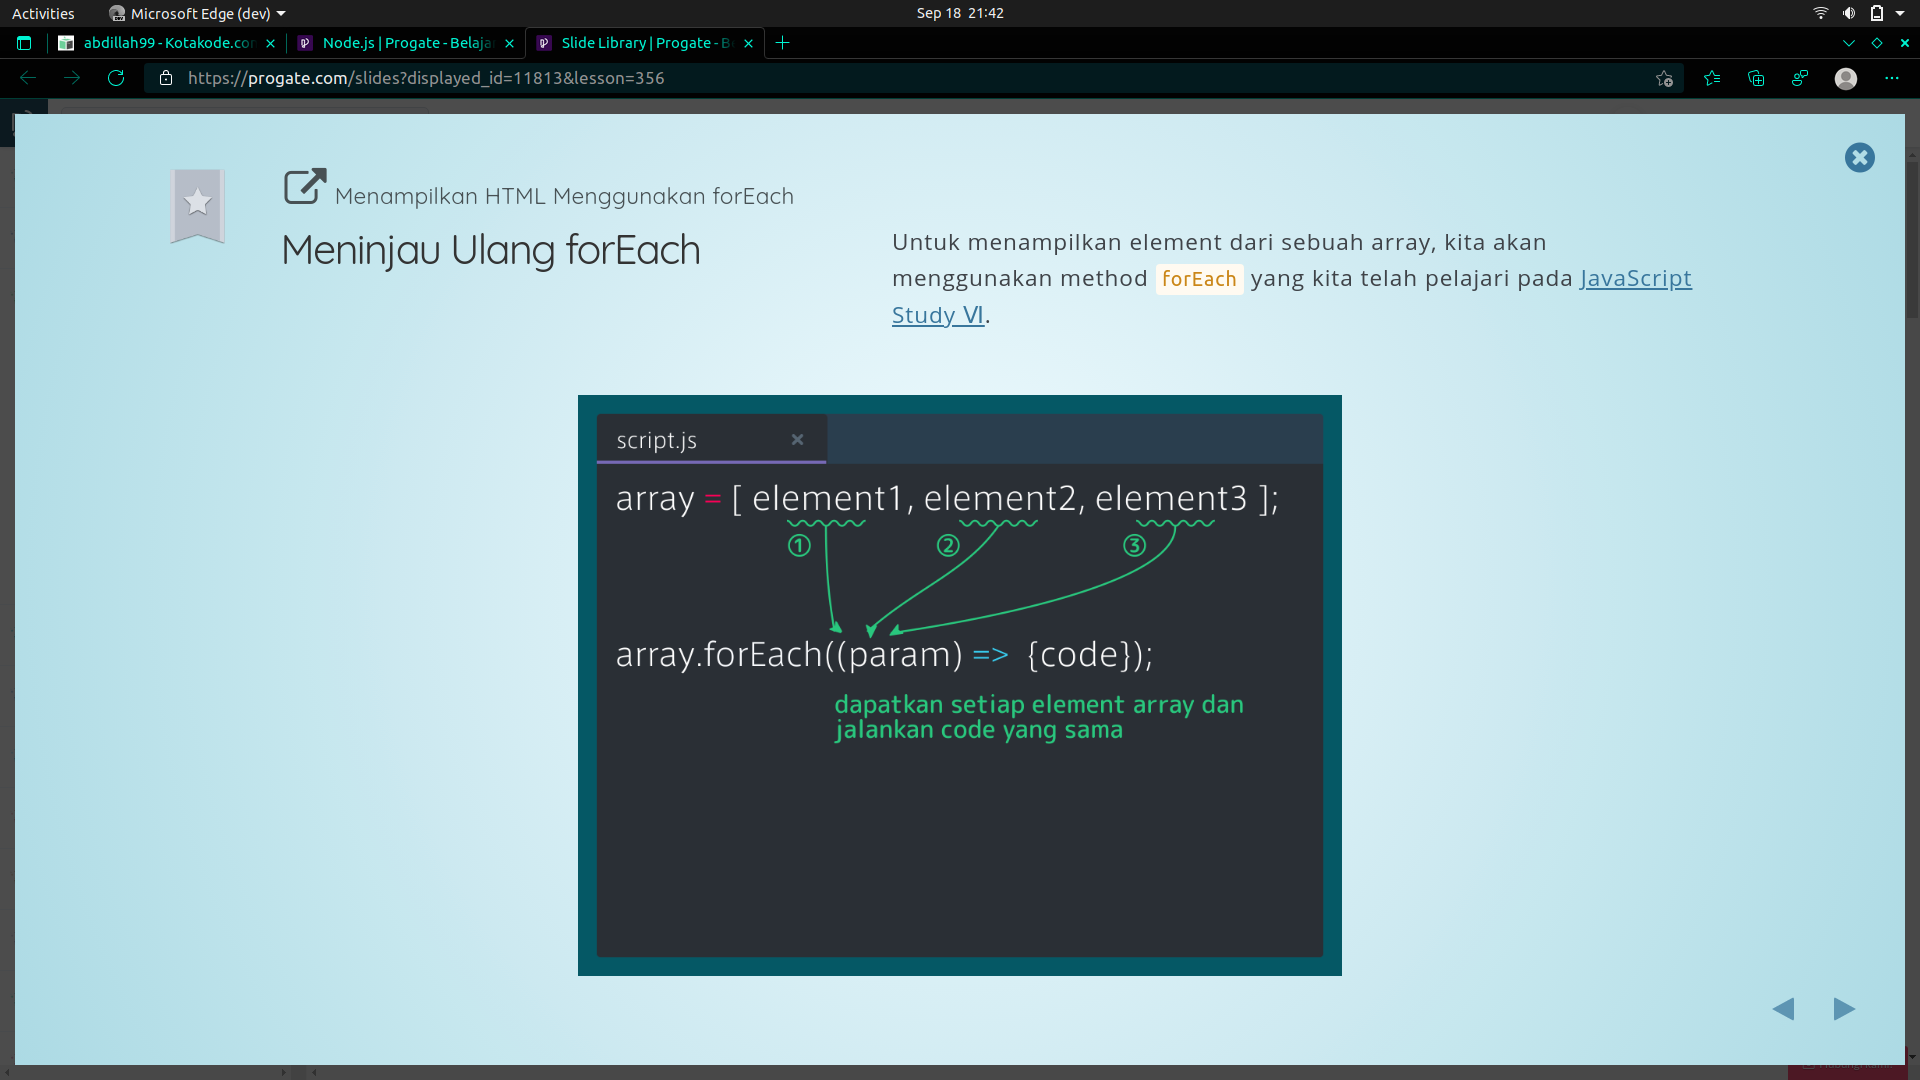 Activities
Microsoft Edge (dev)
Sep 18 21:42
abdillah99 - Kotakode.com
Node.js | Progate - Belaja
Slide Library | Progate - B
https://progate.com/slides?displayed_id=11813&lesson=356
Menampilkan HTML Menggunakan forEach
Meninjau Ulang forEach
Untuk menampilkan element dari sebuah array, kita akan
menggunakan method forEach yang kita telah pelajari pada JavaScript
Study Ⅵ.
script.js
array = [ element1, element2, element3 ];
① ② ③
array.forEach((param) => {code});
dapatkan setiap element array dan
jalankan code yang sama